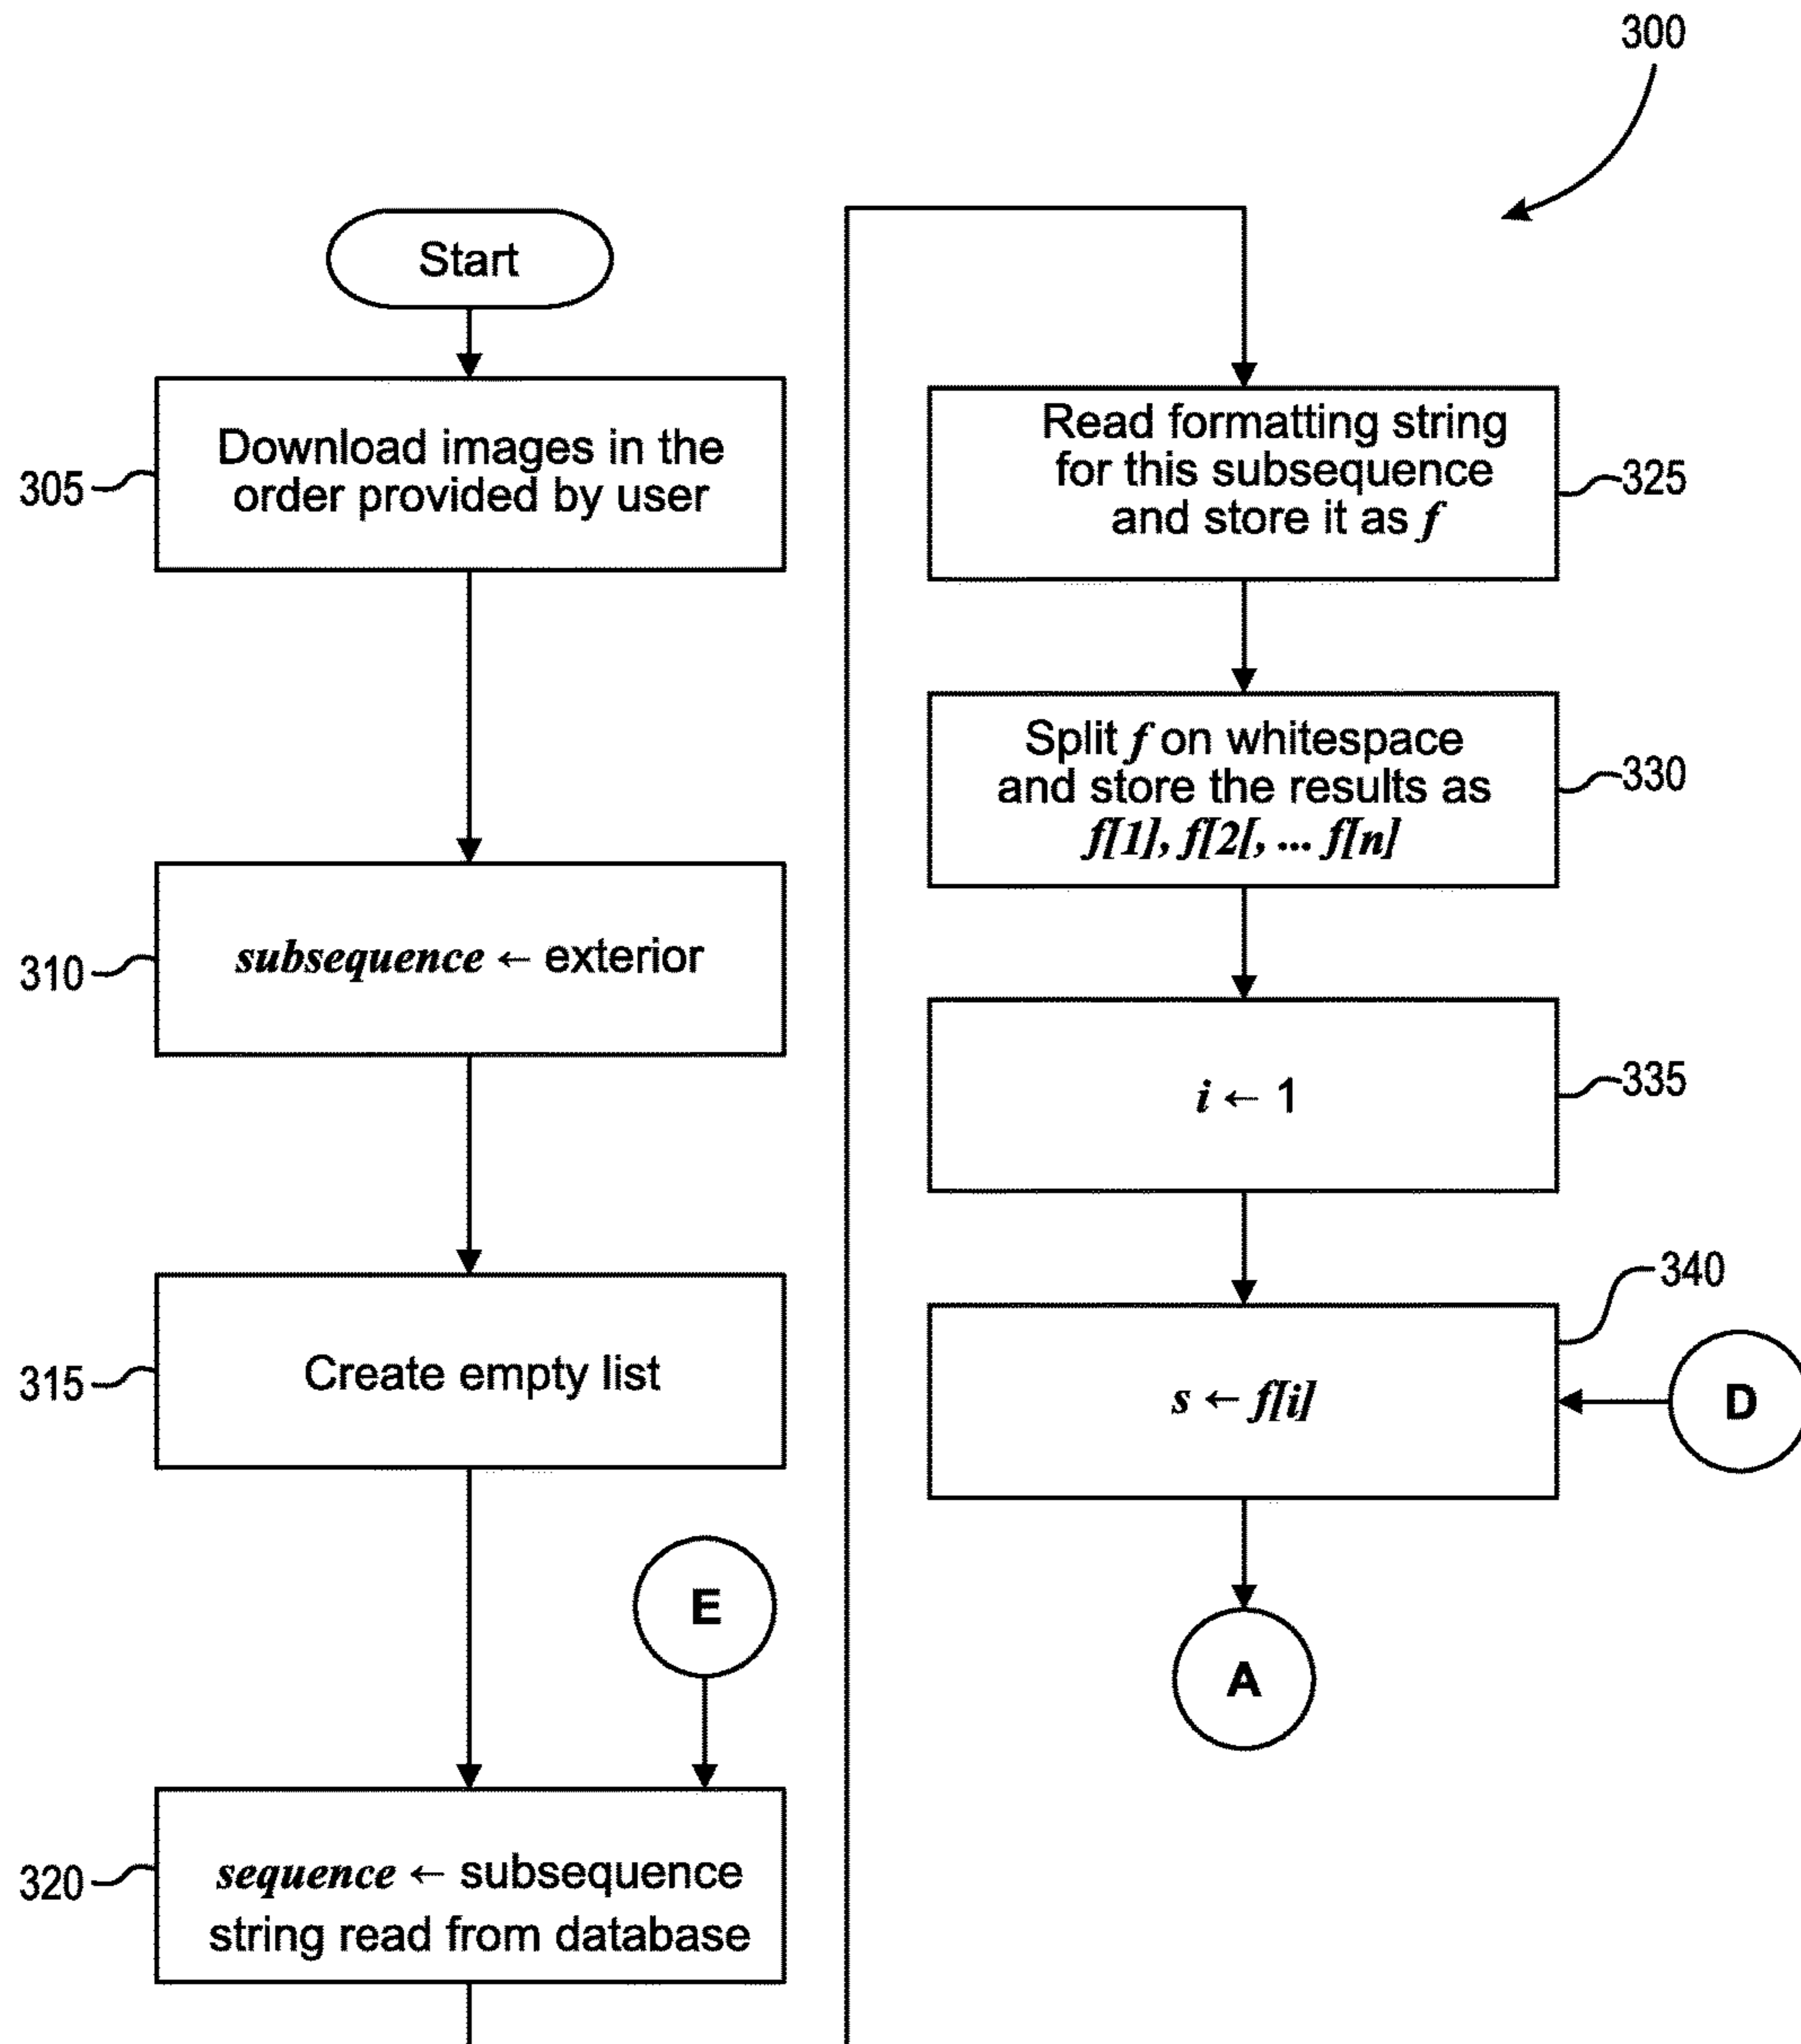 300
Start
305
Download images in the
order provided by user
310
subsequence ← exterior
315
Create empty list
E
320
sequence ← subsequence
string read from database
Read formatting string
for this subsequence
and store it as f
325
Split f on whitespace
and store the results as
f[1], f[2[, ... f[n]
330
i ← 1
335
340
s ← f[i]
D
A